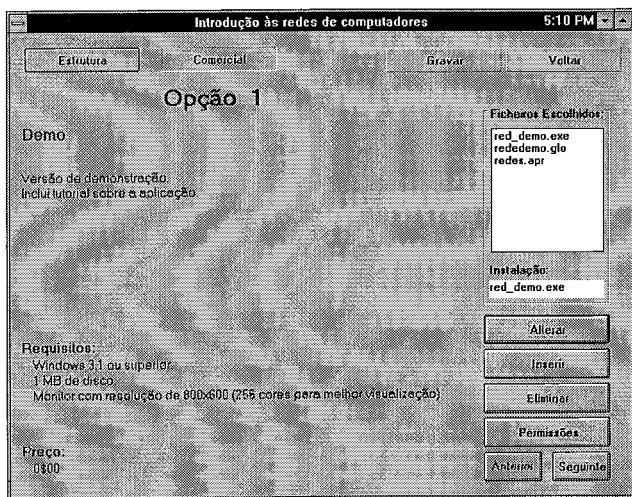 Introdução às redes de computadores 5:10 PM
Estrutura Comercial Gravar Voltar
Opção 1
Demo
Versão de demonstração.
Inclui tutorial sobre a aplicação.
Requisitos:
Windows 3.1 ou superior.
1 MB de disco.
Monitor com resolução de 800x600 (256 cores para melhor visualização)
Preço:
0$00
Ficheiros Escolhidos:
red_demo.exe
rededemo.glo
redes.apr
Instalação:
red_demo.exe
Alterar
Inserir
Eliminar
Permissões
Anterior Seguinte